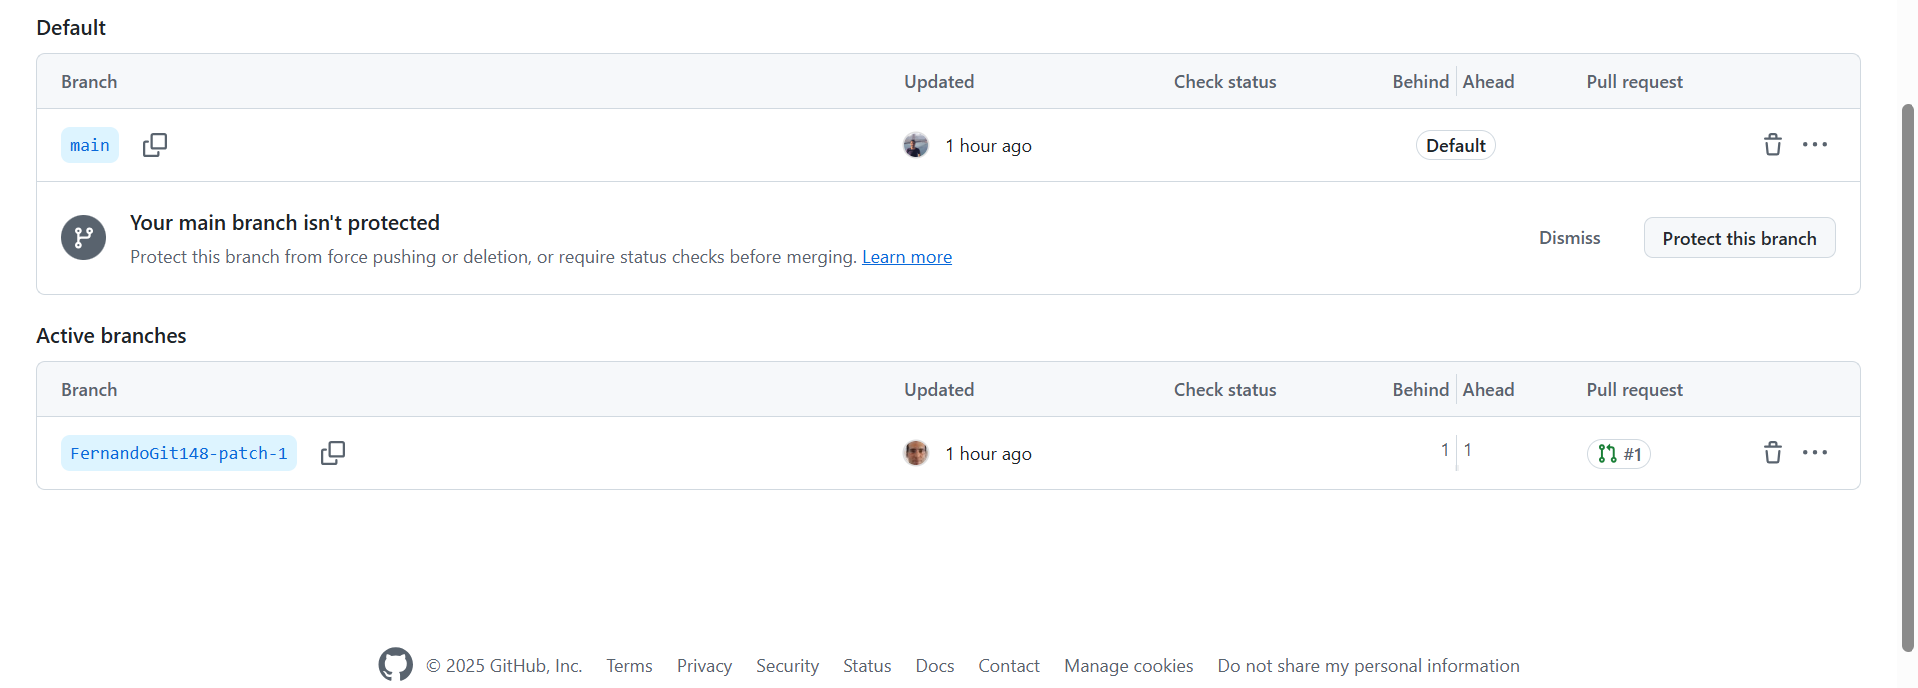 Default
Branch Updated Check status Behind Ahead Pull request
main 1 hour ago Default
Your main branch isn't protected
Protect this branch from force pushing or deletion, or require status checks before merging. Learn more
Dismiss Protect this branch
Active branches
Branch Updated Check status Behind Ahead Pull request
FernandoGit148-patch-1 1 hour ago 1 1 #1
© 2025 GitHub, Inc. Terms Privacy Security Status Docs Contact Manage cookies Do not share my personal information